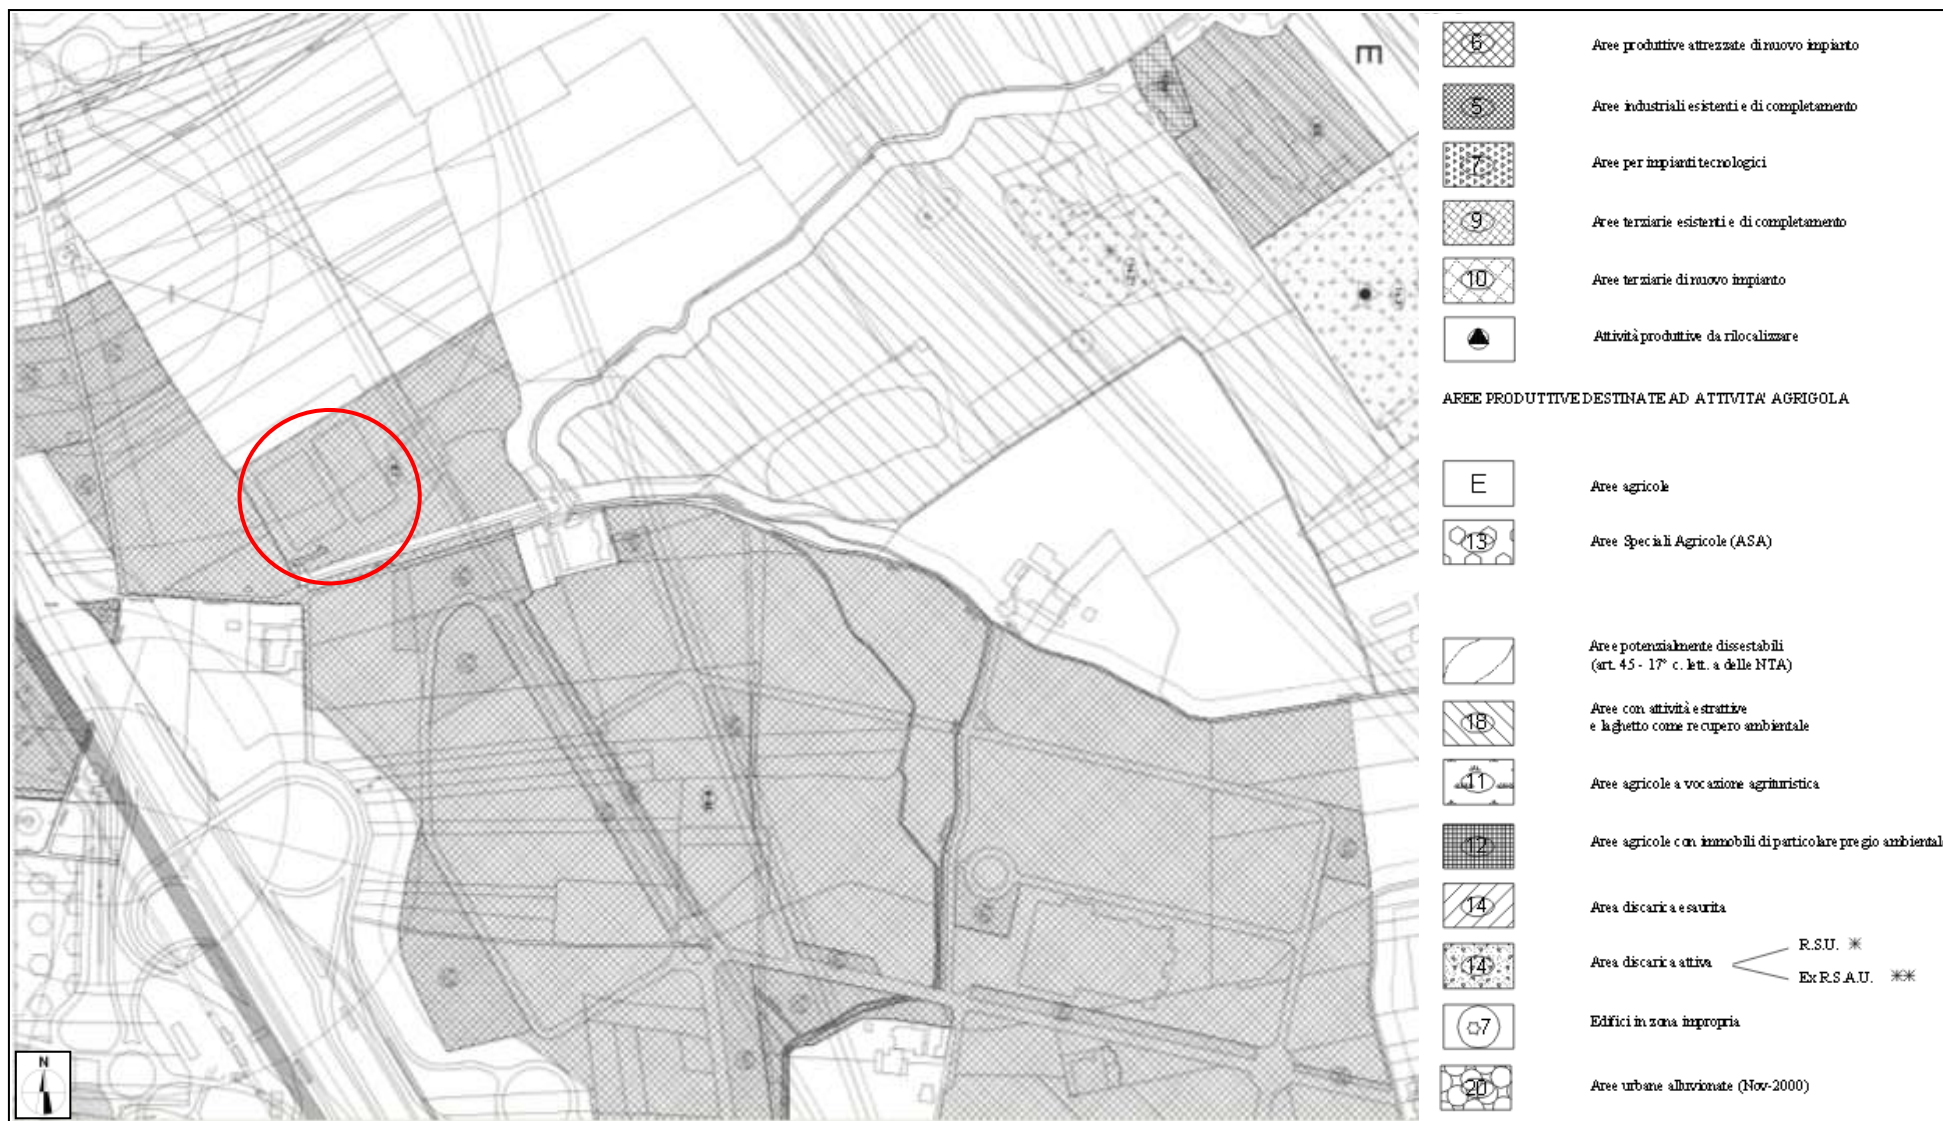 E
6
Aree produttive attrezzate di nuovo impianto
5
Aree industriali esistenti e di completamento
7
Aree per impianti tecnologici
9
Aree terziarie esistenti e di completamento
10
Aree terziarie di nuovo impianto
Attività produttive da rilocalizzare
AREE PRODUTTIVE DESTINATE AD ATTIVITA' AGRIGOLA
E
Aree agricole
13
Aree Speciali Agricole (ASA)
Aree potenzialmente dissestabili
(art. 45 - 17° c. lett. a delle NTA)
18
Aree con attività estrattive
e laghetto come recupero ambientale
11
Aree agricole a vocazione agrituristica
12
Aree agricole con immobili di particolare pregio ambiental
14
Area discarica esaurita
14
Area discarica attiva
R.S.U. *
Ex R.S.A.U. **
7
Edifici in zona impropria
20
Aree urbane alluvionate (Nov-2000)
N